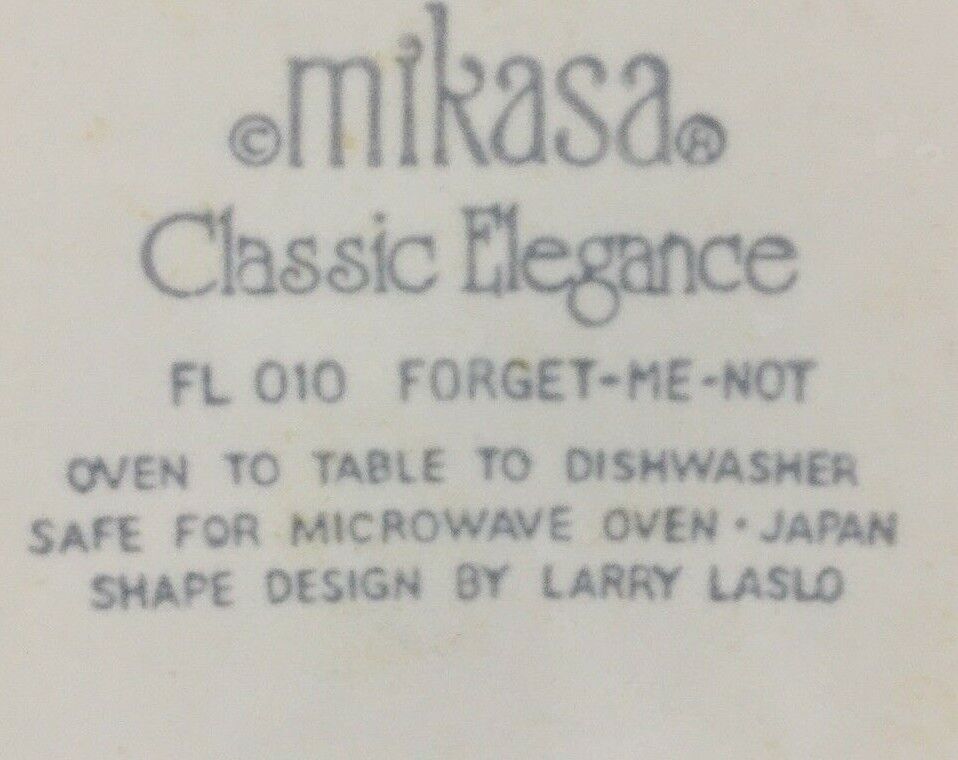 ©mikasa®
Classic Elegance
FL 010 FORGET-ME-NOT
OVEN TO TABLE TO DISHWASHER
SAFE FOR MICROWAVE OVEN · JAPAN
SHAPE DESIGN BY LARRY LASLO